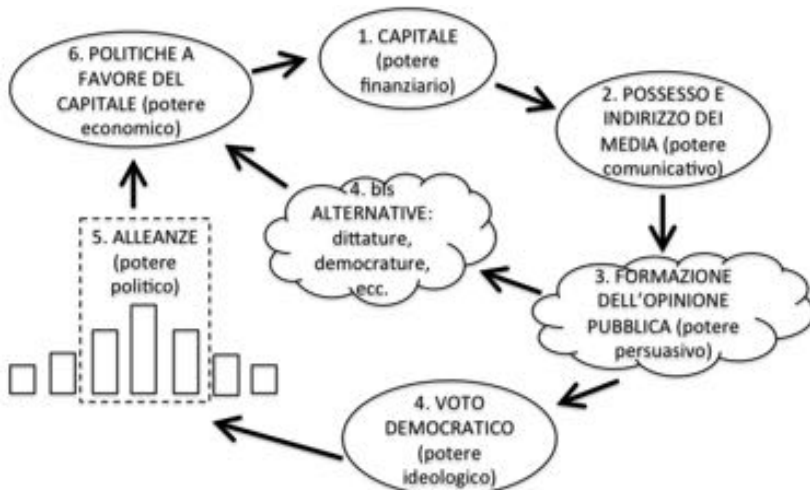 1. CAPITALE
(potere
finanziario)
2. POSSESSO E
INDIRIZZO DEI
MEDIA (potere
comunicativo)
3. FORMAZIONE
DELL'OPINIONE
PUBBLICA (potere
persuasivo)
4. VOTO
DEMOCRATICO
(potere
ideologico)
4. bis
ALTERNATIVE:
dittature,
democrature,
ecc.
5. ALLEANZE
(potere
politico)
6. POLITICHE A
FAVORE DEL
CAPITALE (potere
economico)